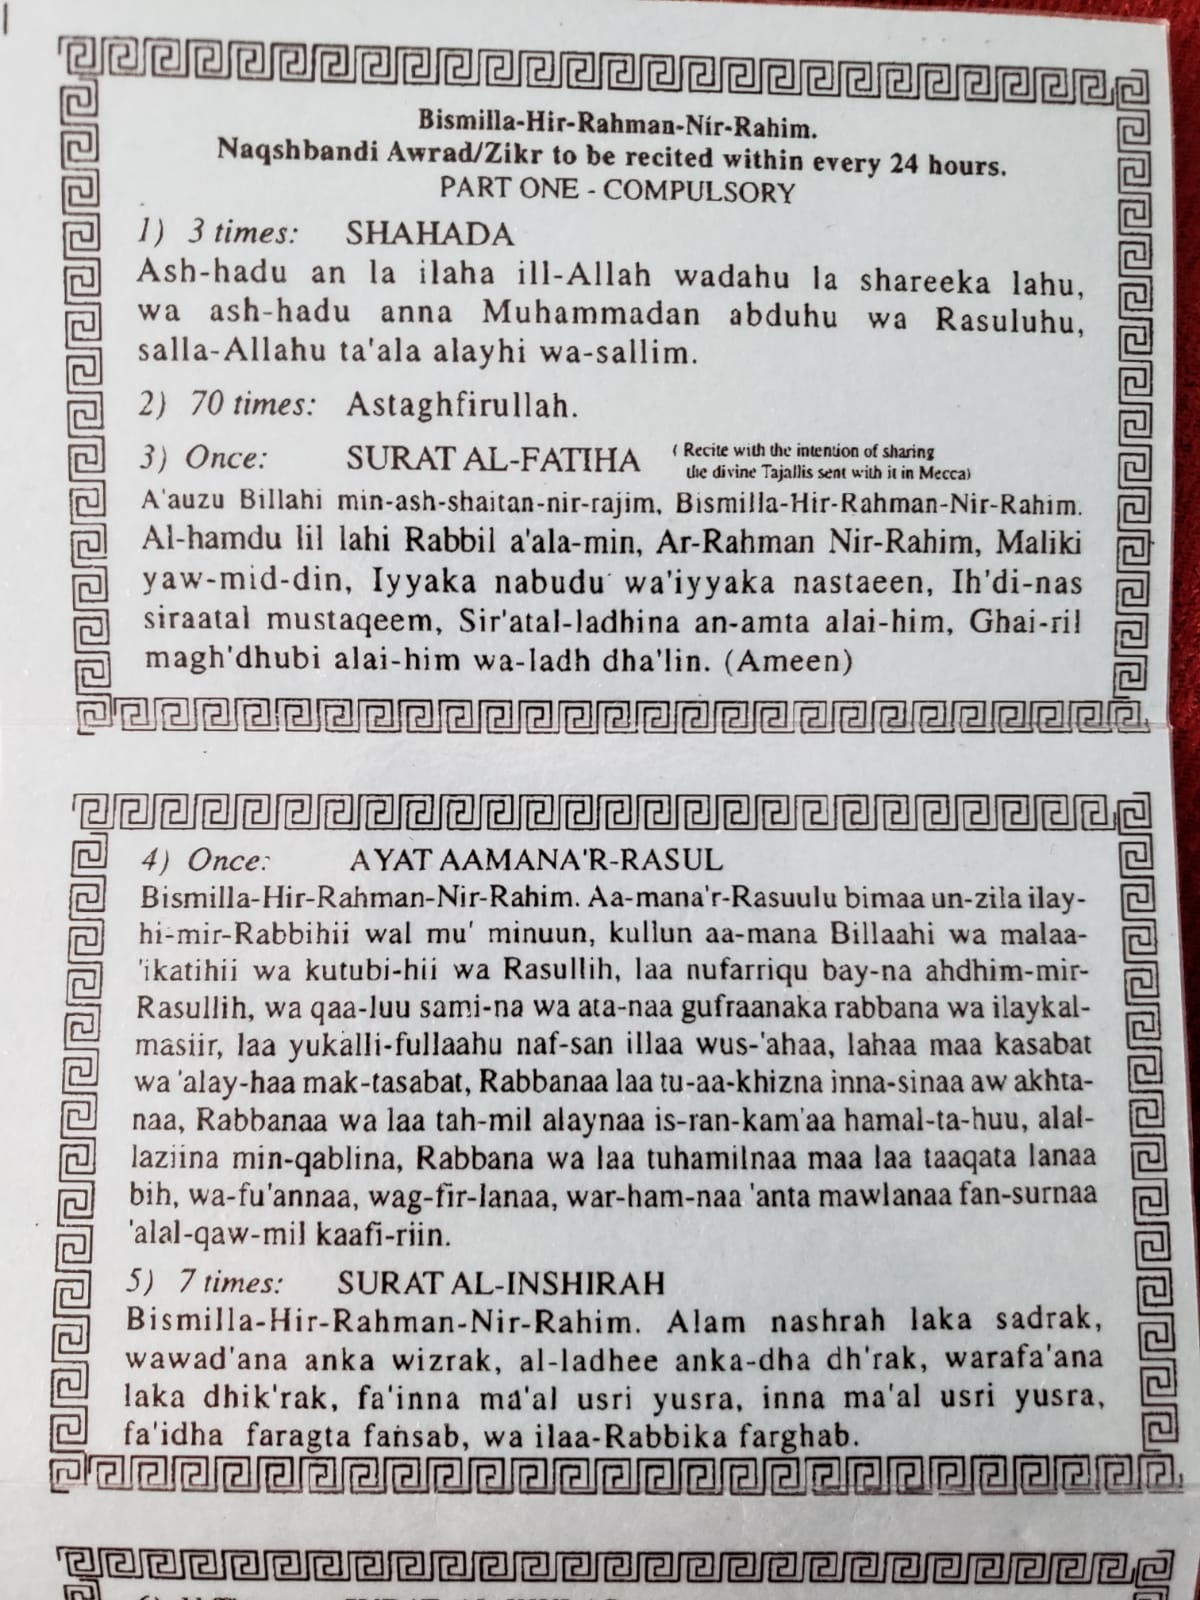 Bismilla-Hir-Rahman-Nir-Rahim.
Naqshbandi Awrad/Zikr to be recited within every 24 hours.
PART ONE - COMPULSORY
1) 3 times: SHAHADA
Ash-hadu an la ilaha ill-Allah wadahu la shareeka lahu,
wa ash-hadu anna Muhammadan abduhu wa Rasuluhu,
salla-Allahu ta'ala alayhi wa-sallim.
2) 70 times: Astaghfirullah.
3) Once: SURAT AL-FATIHA ( Recite with the intention of sharing
the divine Tajallis sent with it in Mecca)
A'auzu Billahi min-ash-shaitan-nir-rajim, Bismilla-Hir-Rahman-Nir-Rahim.
Al-hamdu lil lahi Rabbil a'ala-min, Ar-Rahman Nir-Rahim, Maliki
yaw-mid-din, Iyyaka nabudu wa'iyyaka nastaeen, Ih'di-nas
siraatal mustaqeem, Sir'atal-ladhina an-amta alai-him, Ghai-ril
magh'dhubi alai-him wa-ladh dha'lin. (Ameen)
4) Once: AYAT AAMANA'R-RASUL
Bismilla-Hir-Rahman-Nir-Rahim. Aa-mana'r-Rasuulu bimaa un-zila ilay-
hi-mir-Rabbihii wal mu' minuun, kullun aa-mana Billaahi wa malaa-
'ikatihii wa kutubi-hii wa Rasullih, laa nufarriqu bay-na ahdhim-mir-
Rasullih, wa qaa-luu sami-na wa ata-naa gufraanaka rabbana wa ilaykal-
masiir, laa yukalli-fullaahu naf-san illaa wus-'ahaa, lahaa maa kasabat
wa 'alay-haa mak-tasabat, Rabbanaa laa tu-aa-khizna inna-sinaa aw akhta-
naa, Rabbanaa wa laa tah-mil alaynaa is-ran-kam'aa hamal-ta-huu, alal-
laziina min-qablina, Rabbana wa laa tuhamilnaa maa laa taaqata lanaa
bih, wa-fu'annaa, wag-fir-lanaa, war-ham-naa 'anta mawlanaa fan-surnaa
'alal-qaw-mil kaafi-riin.
5) 7 times: SURAT AL-INSHIRAH
Bismilla-Hir-Rahman-Nir-Rahim. Alam nashrah laka sadrak,
wawad'ana anka wizrak, al-ladhee anka-dha dh'rak, warafa'ana
laka dhik'rak, fa'inna ma'al usri yusra, inna ma'al usri yusra,
fa'idha faragta fansab, wa ilaa-Rabbika farghab.